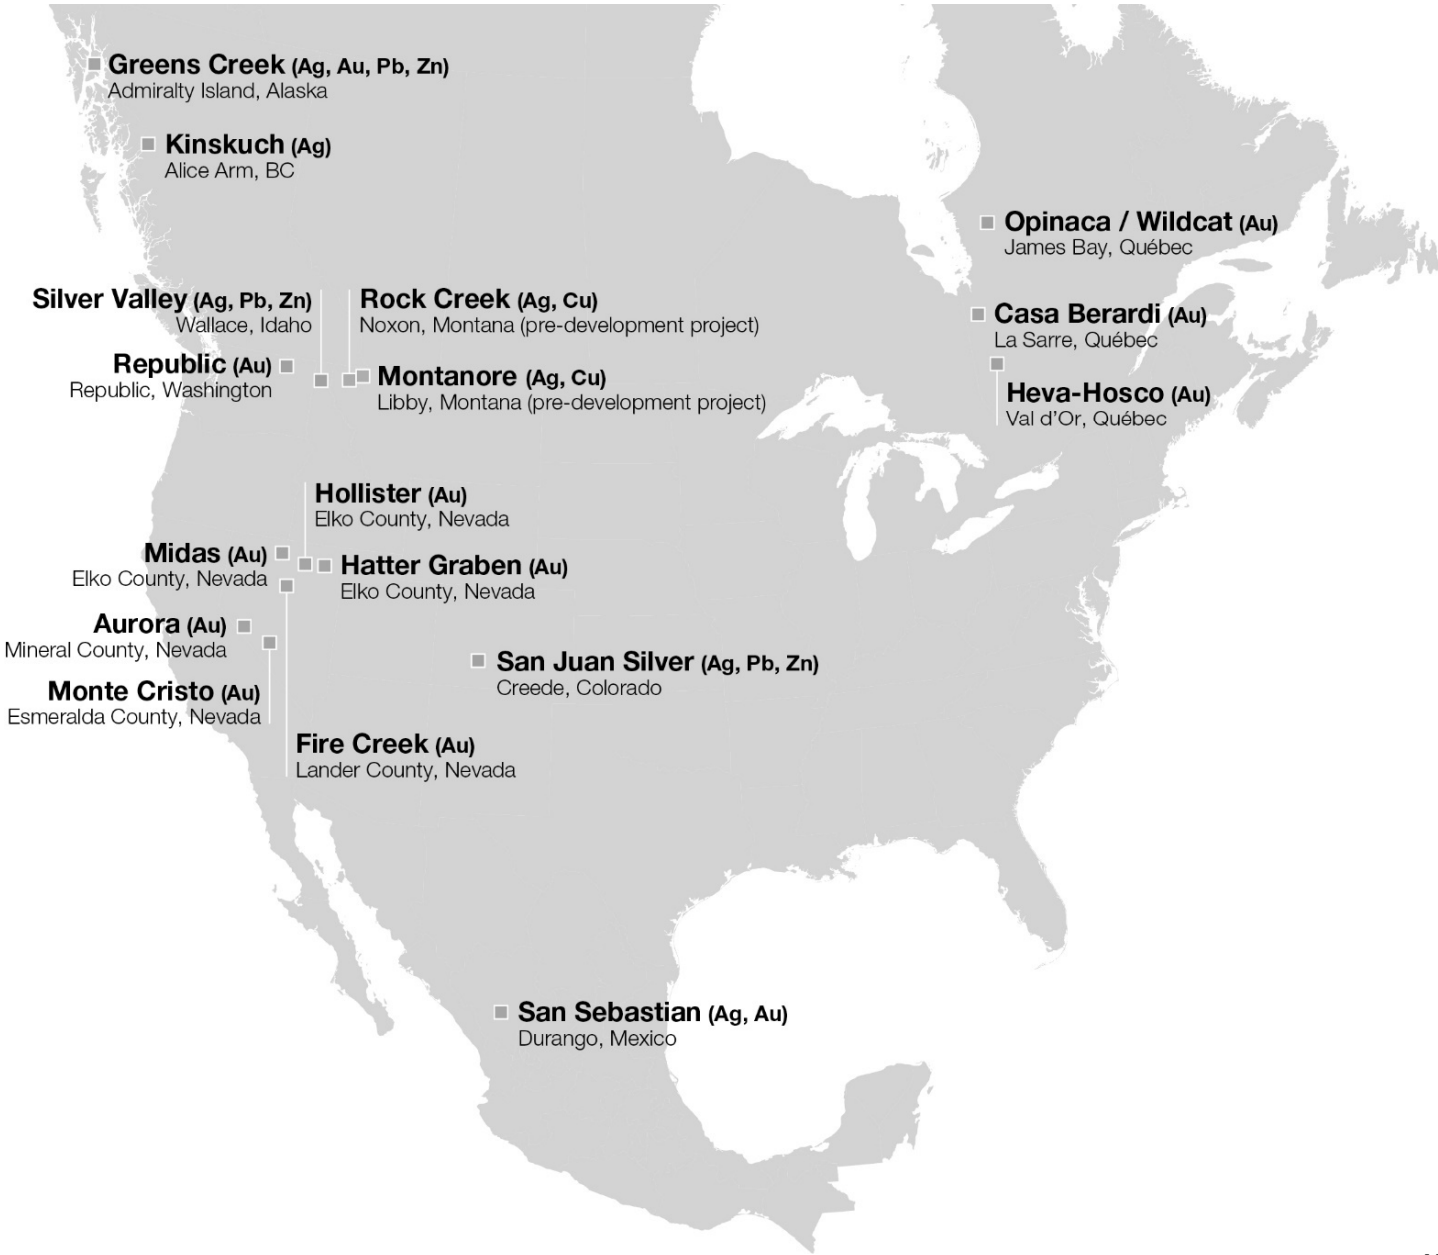 Greens Creek (Ag, Au, Pb, Zn)
Admiralty Island, Alaska
Kinskuch (Ag)
Alice Arm, BC
Opinaca / Wildcat (Au)
James Bay, Québec
Silver Valley (Ag, Pb, Zn)
Wallace, Idaho
Rock Creek (Ag, Cu)
Noxon, Montana (pre-development project)
Casa Berardi (Au)
La Sarre, Québec
Republic (Au)
Republic, Washington
Montanore (Ag, Cu)
Libby, Montana (pre-development project)
Heva-Hosco (Au)
Val d'Or, Québec
Hollister (Au)
Elko County, Nevada
Midas (Au)
Elko County, Nevada
Hatter Graben (Au)
Elko County, Nevada
Aurora (Au)
Mineral County, Nevada
San Juan Silver (Ag, Pb, Zn)
Creede, Colorado
Monte Cristo (Au)
Esmeralda County, Nevada
Fire Creek (Au)
Lander County, Nevada
San Sebastian (Ag, Au)
Durango, Mexico